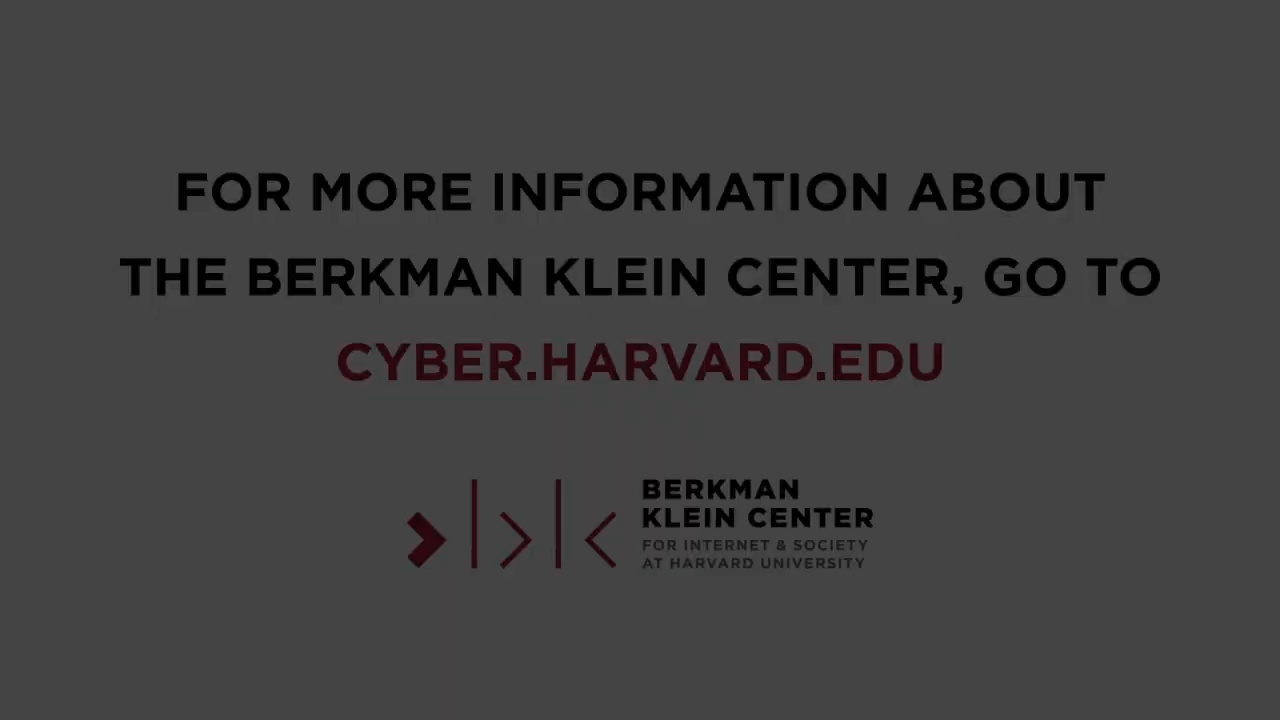 FOR MORE INFORMATION ABOUT
THE BERKMAN KLEIN CENTER, GO TO
CYBER.HARVARD.EDU
BERKMAN
KLEIN CENTER
FOR INTERNET & SOCIETY
AT HARVARD UNIVERSITY